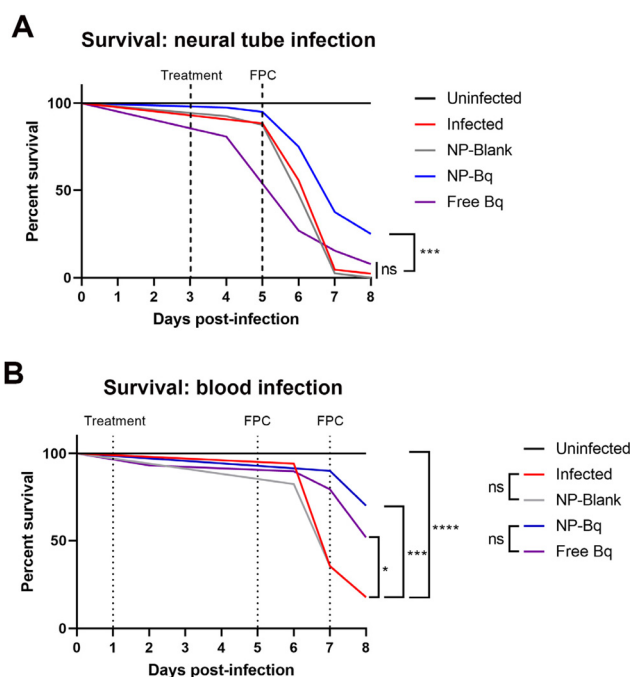 A
Survival: neural tube infection
Treatment FPC
Percent survival
100
50
0
0 1 2 3 4 5 6 7 8
Days post-infection
Uninfected
Infected
NP-Blank
NP-Bq
Free Bq
***
ns
B
Survival: blood infection
Treatment FPC FPC
Percent survival
100
50
0
0 1 2 3 4 5 6 7 8
Days post-infection
*
***
****
Uninfected
Infected
ns
NP-Blank
NP-Bq
ns
Free Bq